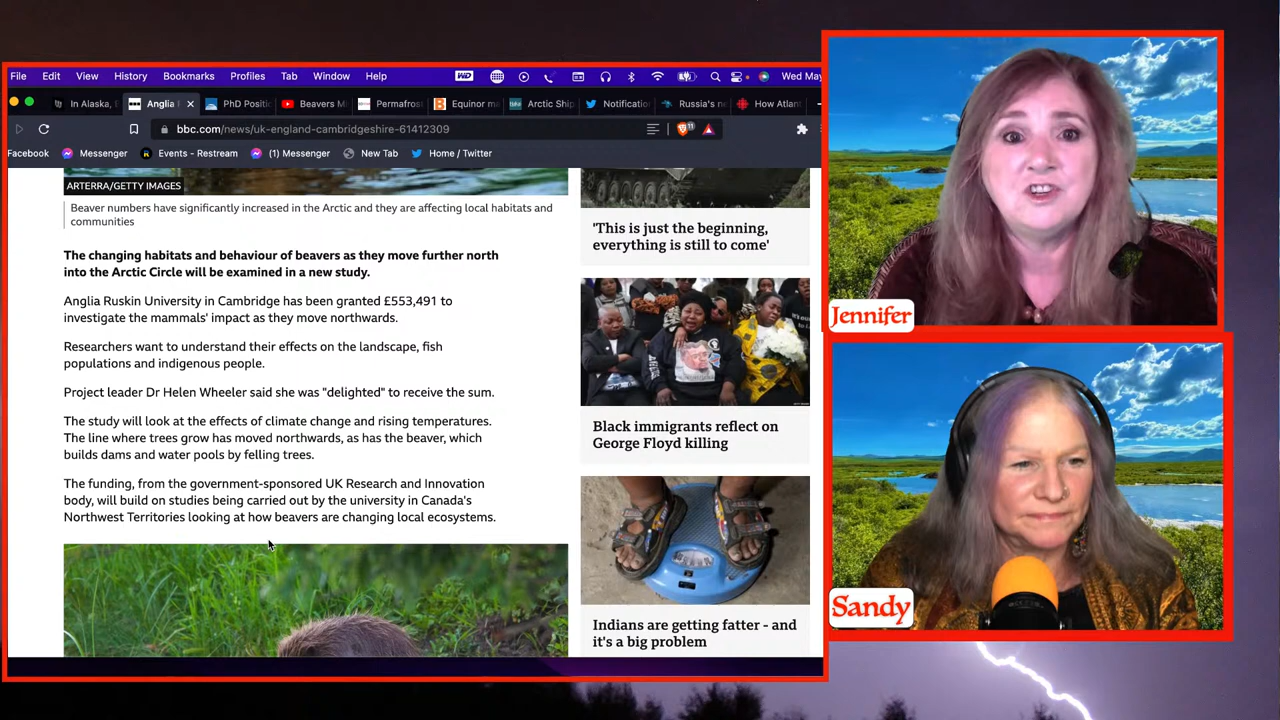 File Edit View History Bookmarks Profiles Tab Window Help WD Wed May
In Alaska, Anglia PhD Positi Beavers M Permafros Equinor ma Arctic Ship Notificatio Russia's ne How Atlant
bbc.com/news/uk-england-cambridgeshire-61412309 11
Facebook Messenger Events - Restream (1) Messenger New Tab Home / Twitter
ARTERRA/GETTY IMAGES
Beaver numbers have significantly increased in the Arctic and they are affecting local habitats and
communities
The changing habitats and behaviour of beavers as they move further north
into the Arctic Circle will be examined in a new study.
Anglia Ruskin University in Cambridge has been granted £553,491 to
investigate the mammals' impact as they move northwards.
Researchers want to understand their effects on the landscape, fish
populations and indigenous people.
Project leader Dr Helen Wheeler said she was "delighted" to receive the sum.
The study will look at the effects of climate change and rising temperatures.
The line where trees grow has moved northwards, as has the beaver, which
builds dams and water pools by felling trees.
The funding, from the government-sponsored UK Research and Innovation
body, will build on studies being carried out by the university in Canada's
Northwest Territories looking at how beavers are changing local ecosystems.
'This is just the beginning,
everything is still to come'
Black immigrants reflect on
George Floyd killing
Indians are getting fatter - and
it's a big problem
Jennifer
Sandy